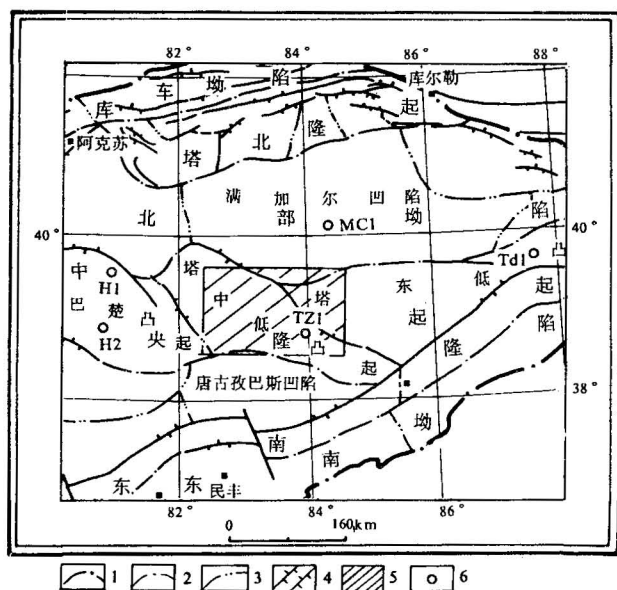 82° 84° 86° 88°
库车坳陷
库尔勒
阿克苏
塔北隆起
满加尔凹陷
北部坳陷
MC1
40° 40°
Td1
H1
H2
中央隆起
巴楚凸起
塔中低凸起
塔东低凸起
TZ1
38°
唐古孜巴斯凹陷
东南隆起
东南坳陷
民丰
82° 84° 86°
0 160km
1 2 3 4 5 6